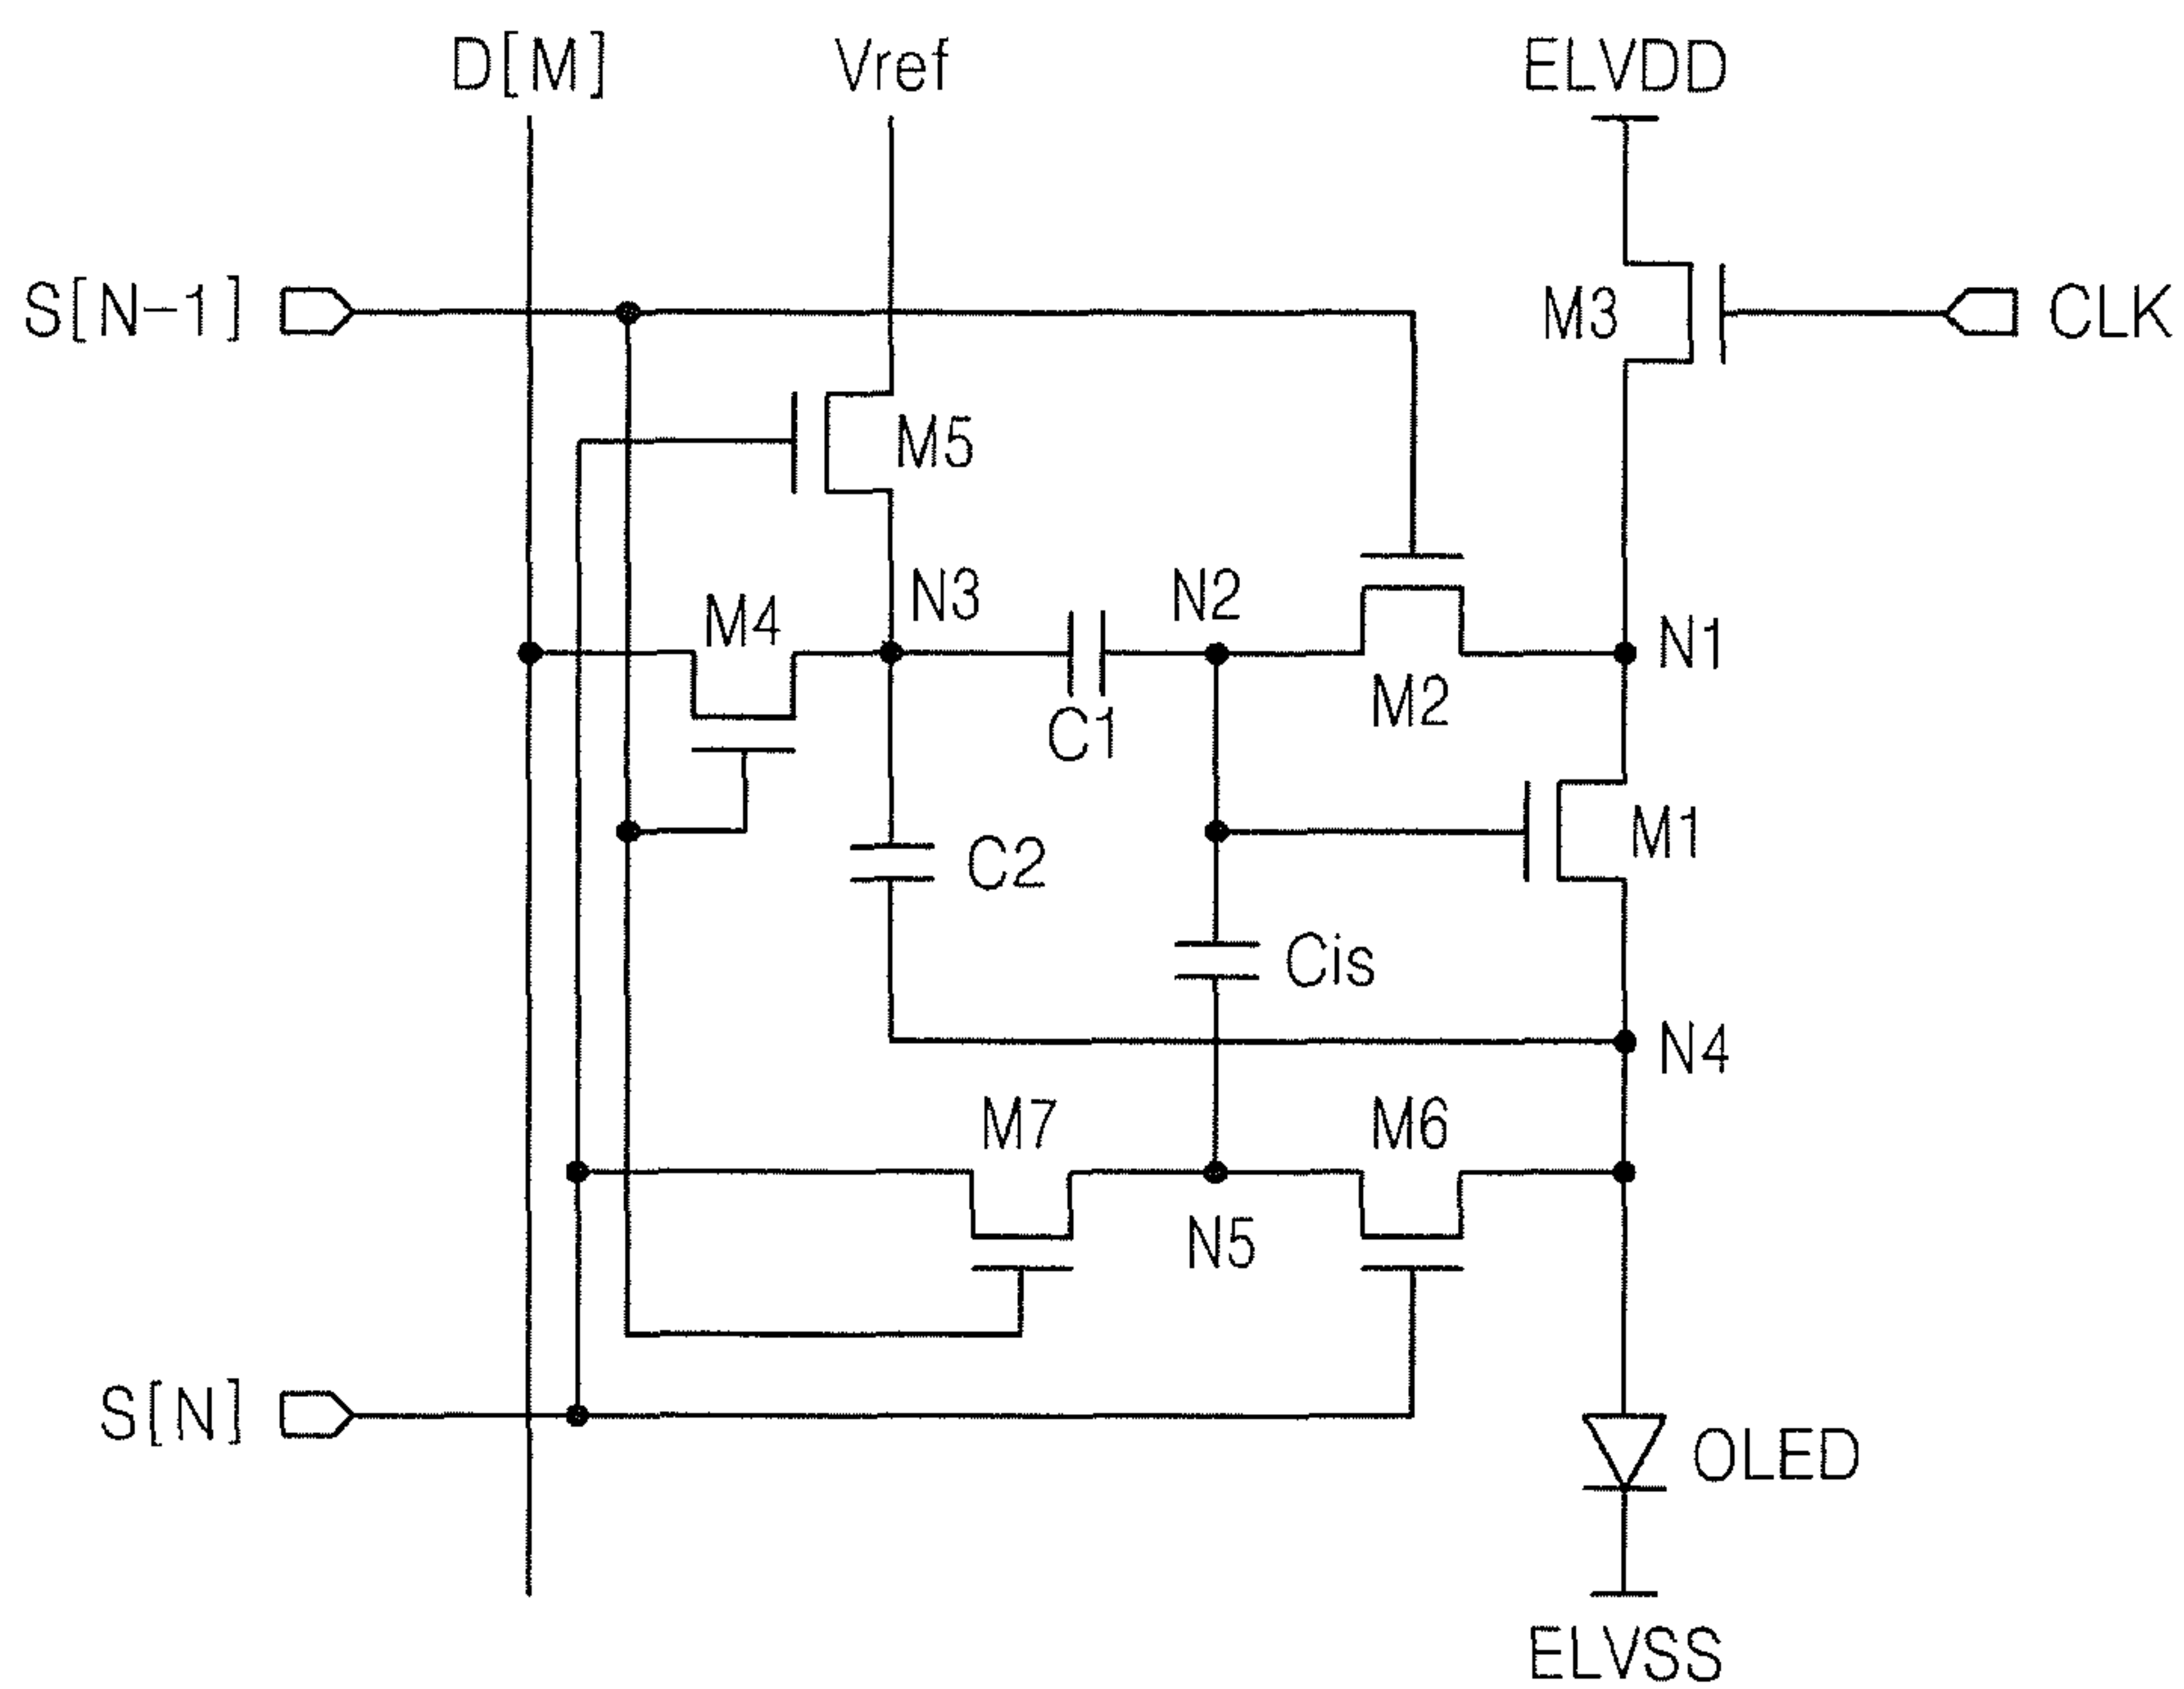 D[M]
Vref
ELVDD
S[N-1]
M3
CLK
M5
N3
N2
M4
N1
M2
C1
M1
C2
Cis
N4
M7
M6
N5
S[N]
OLED
ELVSS